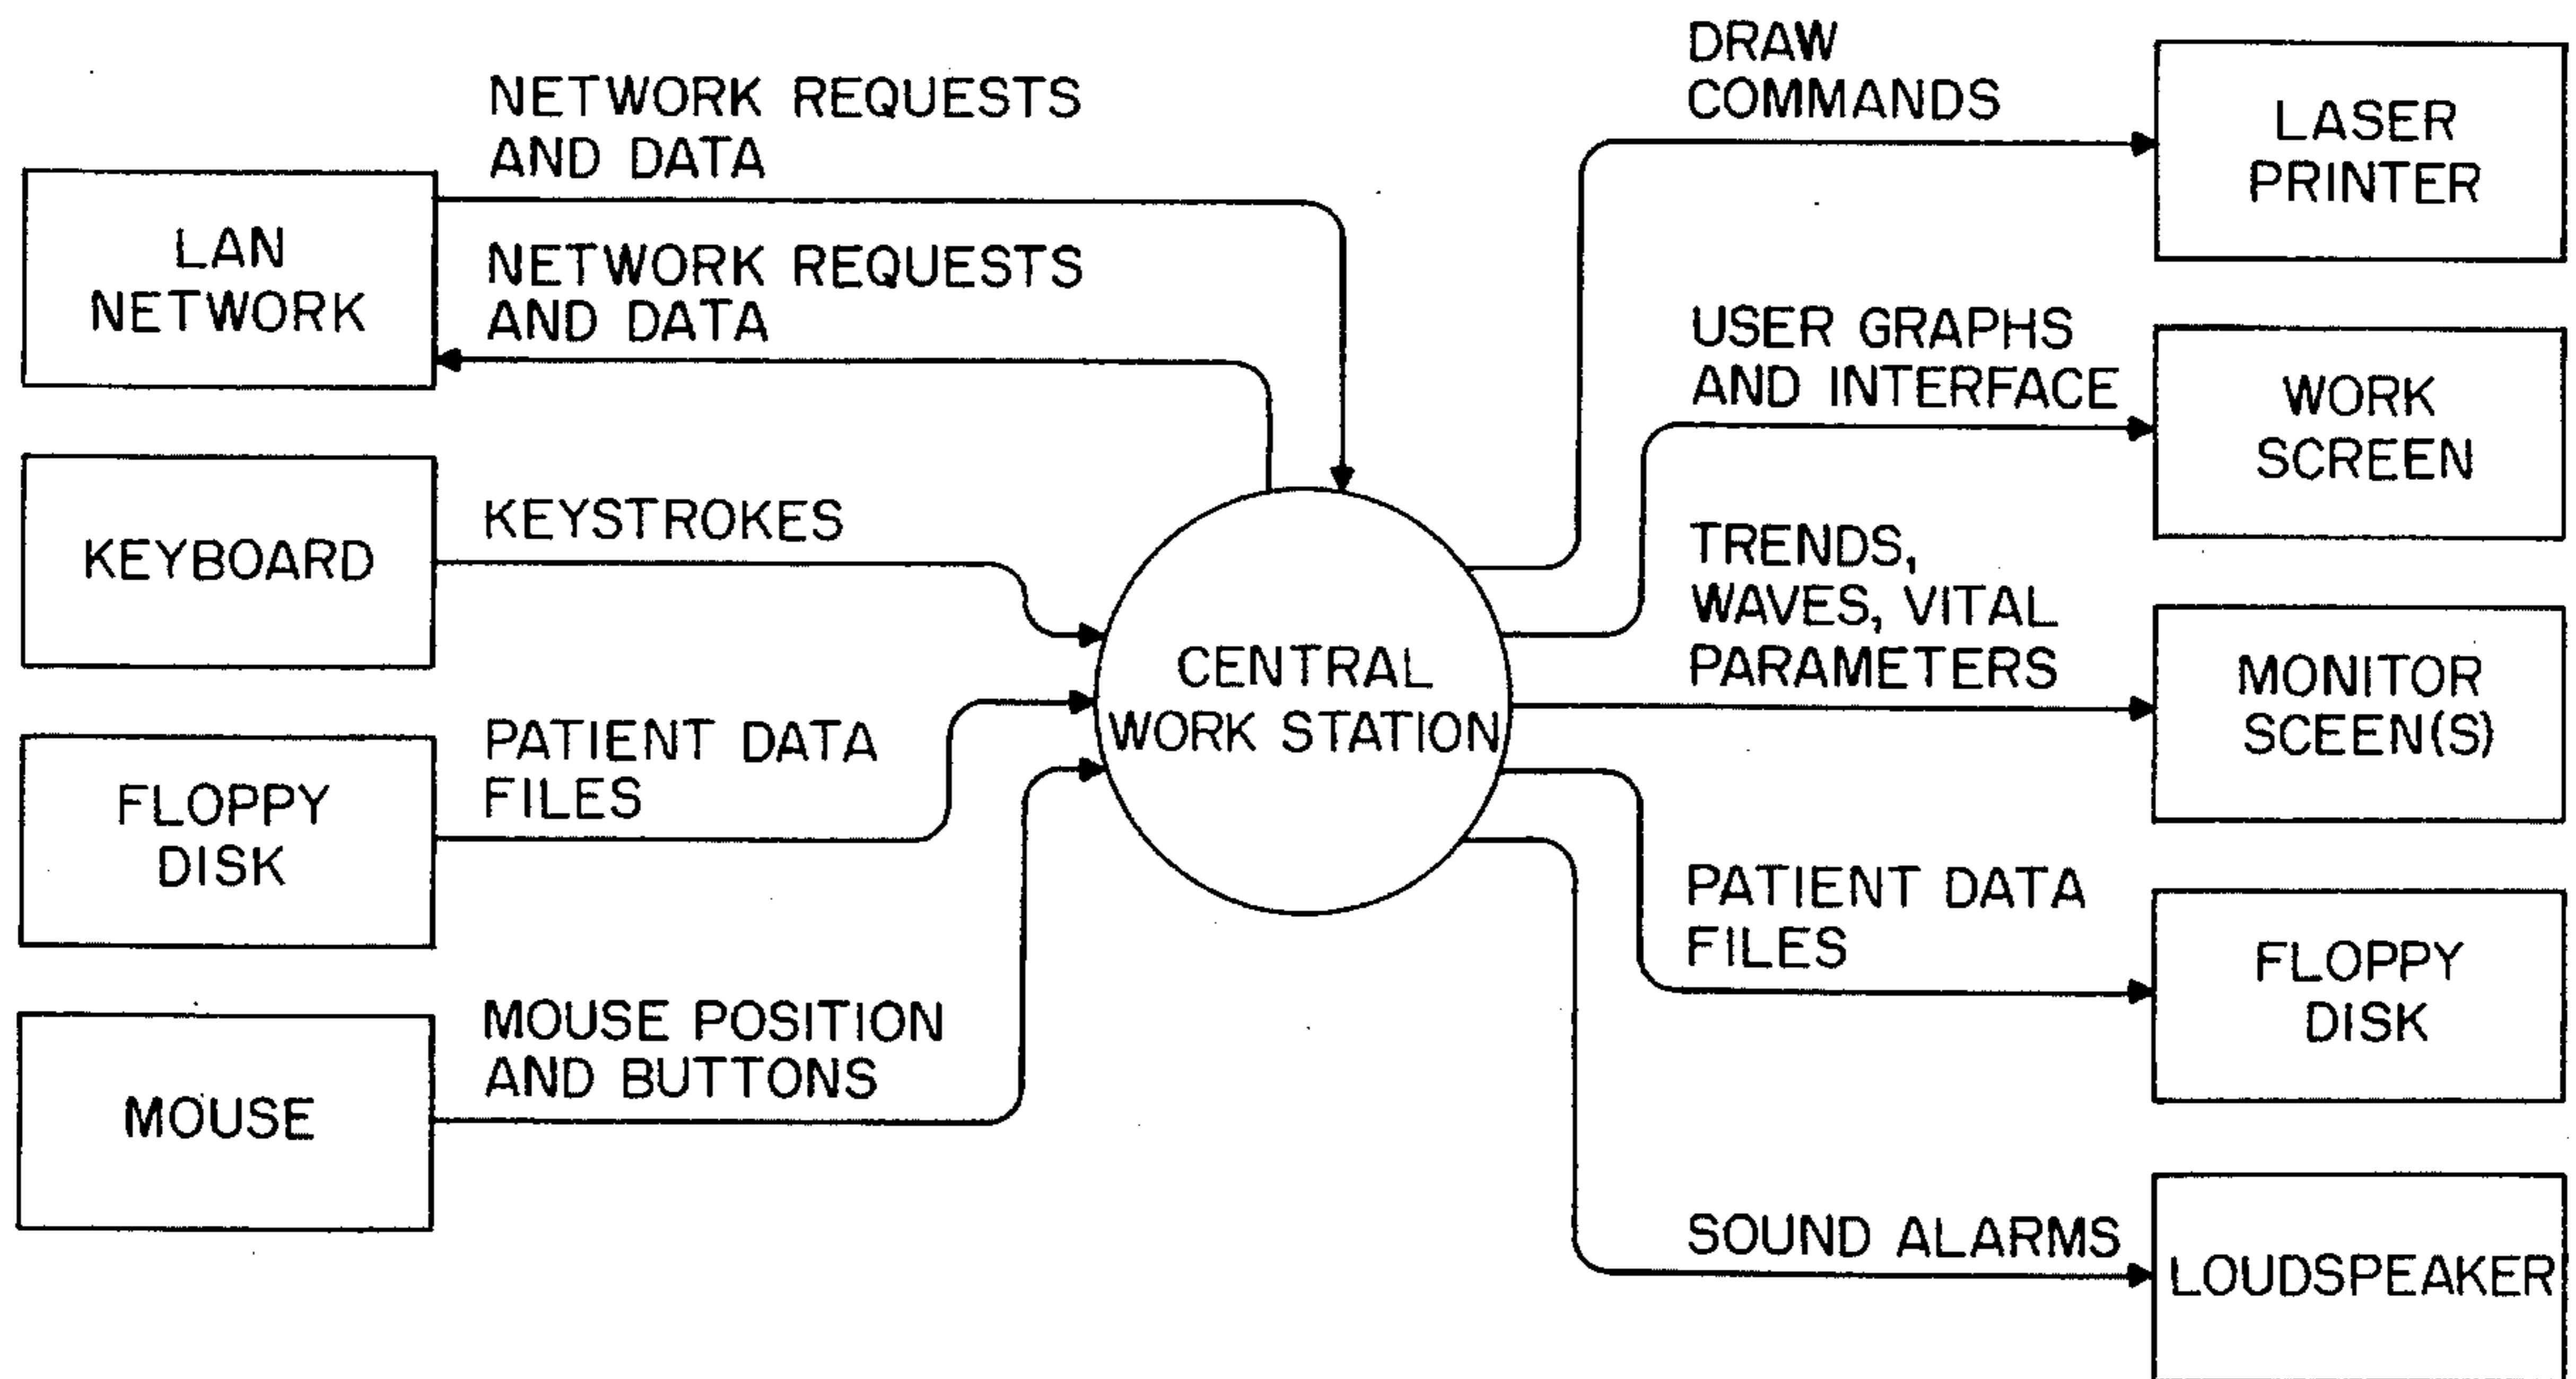 NETWORK REQUESTS
AND DATA
LAN
NETWORK
NETWORK REQUESTS
AND DATA
KEYBOARD
KEYSTROKES
FLOPPY
DISK
PATIENT DATA
FILES
MOUSE
MOUSE POSITION
AND BUTTONS
CENTRAL
WORK STATION
DRAW
COMMANDS
LASER
PRINTER
USER GRAPHS
AND INTERFACE
WORK
SCREEN
TRENDS,
WAVES, VITAL
PARAMETERS
MONITOR
SCEEN(S)
PATIENT DATA
FILES
FLOPPY
DISK
SOUND ALARMS
LOUDSPEAKER